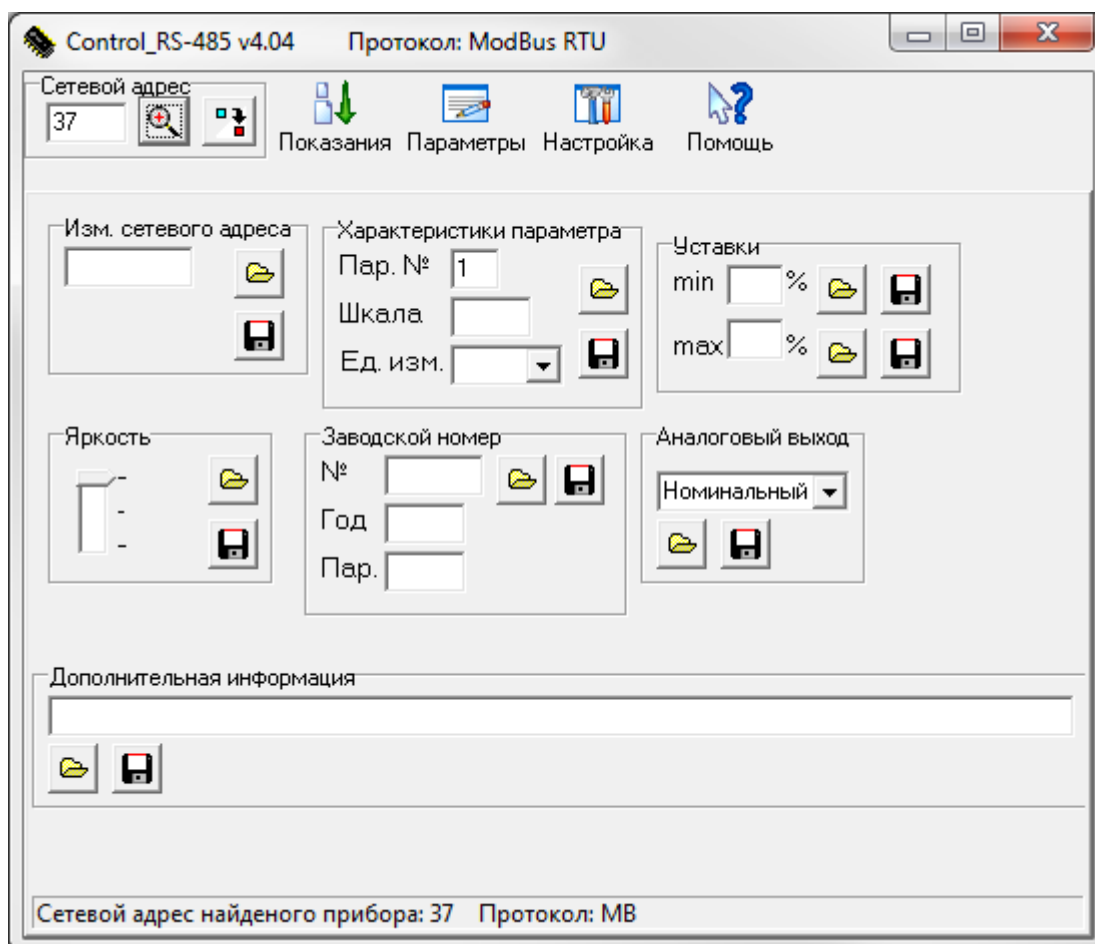 Control_RS-485 v4.04 Протокол: ModBus RTU
Сетевой адрес
37
Показания Параметры Настройка Помощь
Изм. сетевого адреса
Характеристики параметра
Пар. № 1
Шкала
Ед. изм.
Уставки
min %
max %
Яркость
Заводской номер
№
Год
Пар.
Аналоговый выход
Номинальный
Дополнительная информация
Сетевой адрес найденого прибора: 37 Протокол: MB